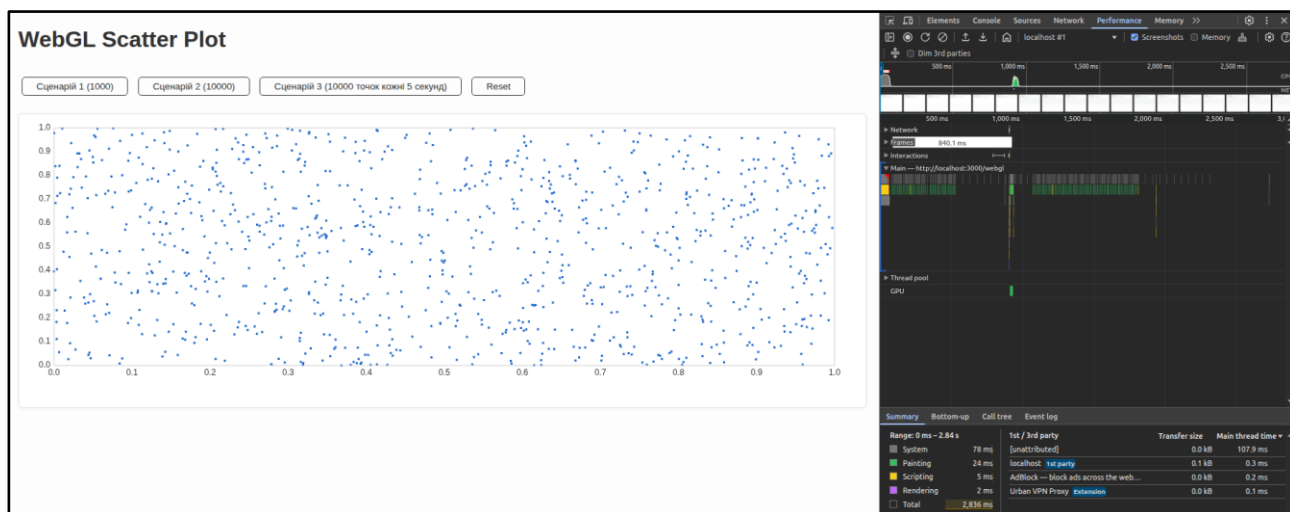 WebGL Scatter Plot
Сценарій 1 (1000) Сценарій 2 (10000) Сценарій 3 (10000 точок кожні 5 секунд) Reset
1.0
0.9
0.8
0.7
0.6
0.5
0.4
0.3
0.2
0.1
0.0
0.0 0.1 0.2 0.3 0.4 0.5 0.6 0.7 0.8 0.9 1.0
Elements Console Sources Network Performance Memory
localhost #1 Screenshots Memory
Dim 3rd parties
500 ms 1,000 ms 1,500 ms 2,000 ms 2,500 ms
500 ms 1,000 ms 1,500 ms 2,000 ms 2,500 ms
Network
Frames 840.1 ms
Interactions
Main — http://localhost:3000/webgl
Thread pool
GPU
Summary Bottom-up Call tree Event log
Range: 0 ms – 2.84 s 1st / 3rd party Transfer size Main thread time
System 78 ms [unattributed] 0.0 kB 107.9 ms
Painting 24 ms localhost 1st party 0.1 kB 0.3 ms
Scripting 5 ms AdBlock — block ads across the web... 0.0 kB 0.2 ms
Rendering 2 ms Urban VPN Proxy Extension 0.0 kB 0.1 ms
Total 2,836 ms